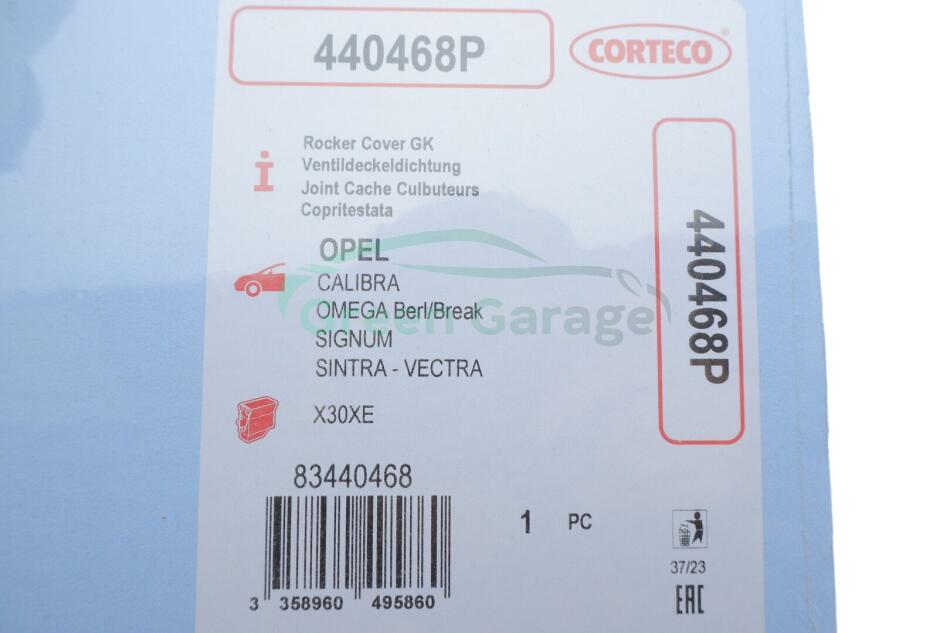 440468P
CORTECO®
Rocker Cover GK
Ventildeckeldichtung
Joint Cache Culbuteurs
Copritestata
OPEL
CALIBRA
OMEGA Berl/Break
SIGNUM
SINTRA - VECTRA
Green Garage
X30XE
440468P
83440468
3 358960 495860
1 PC
37/23
EAC